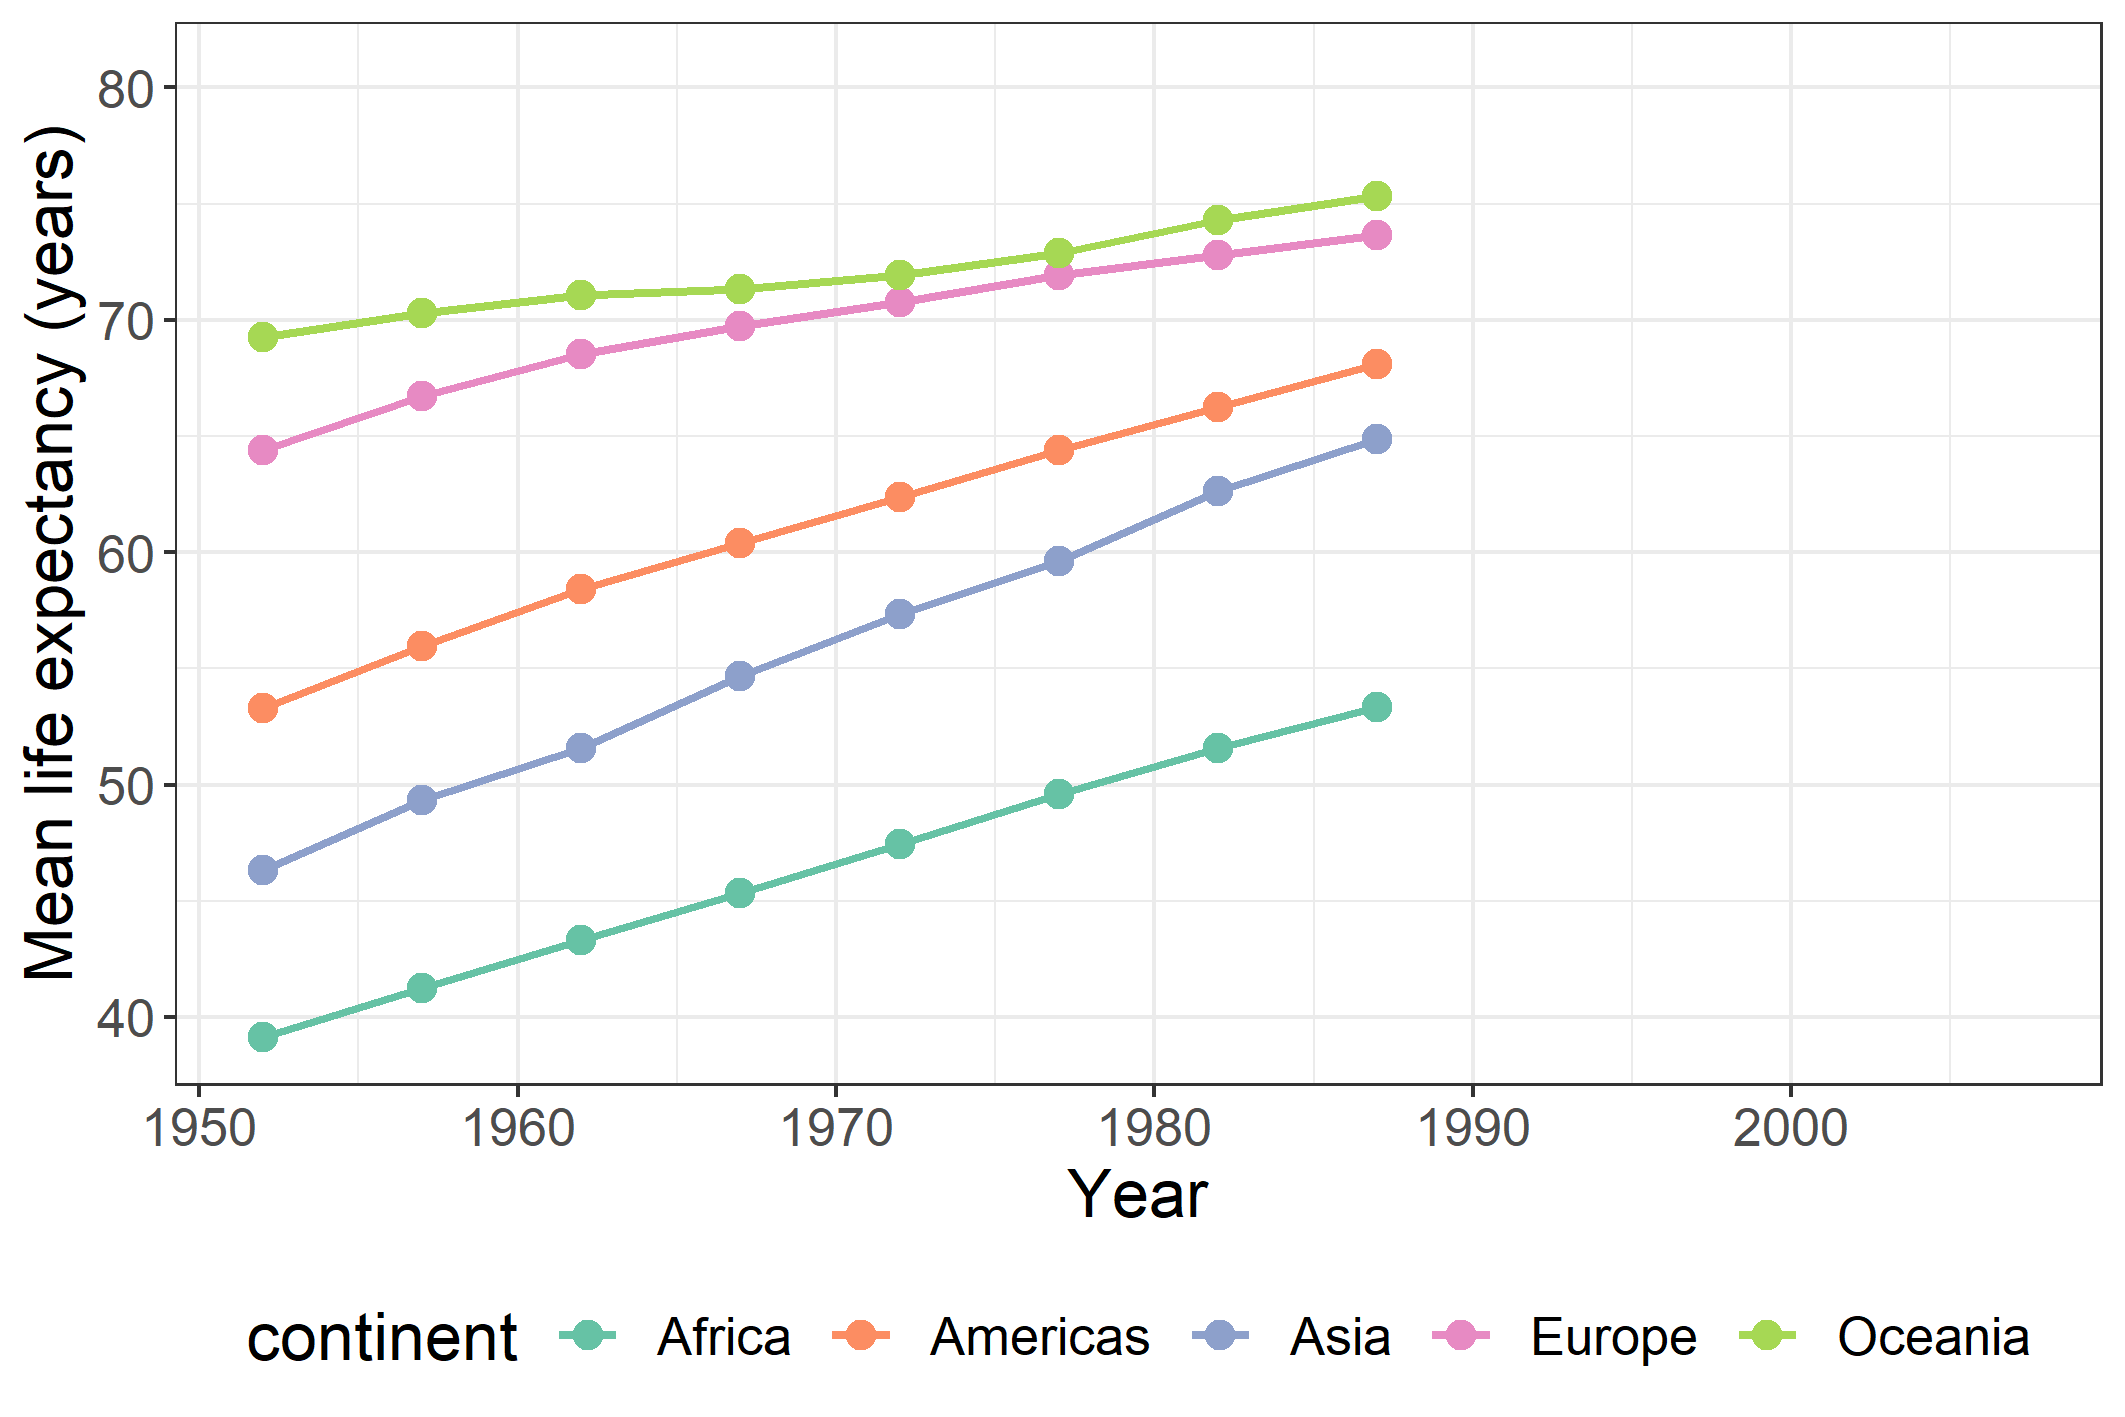 Mean life expectancy (years)
80
70
60
50
40
1950 1960 1970 1980 1990 2000
Year
continent Africa Americas Asia Europe Oceania